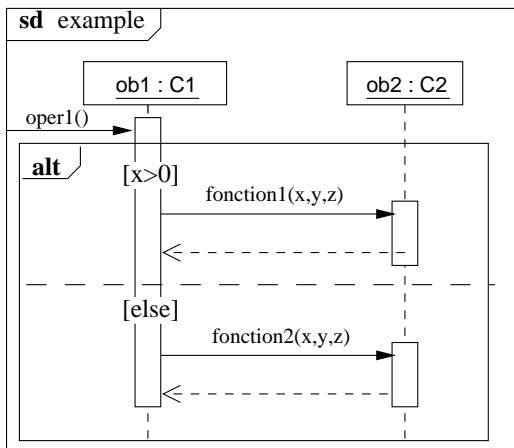 sd example
ob1 : C1
ob2 : C2
oper1()
alt
[x>0]
fonction1(x,y,z)
[else]
fonction2(x,y,z)